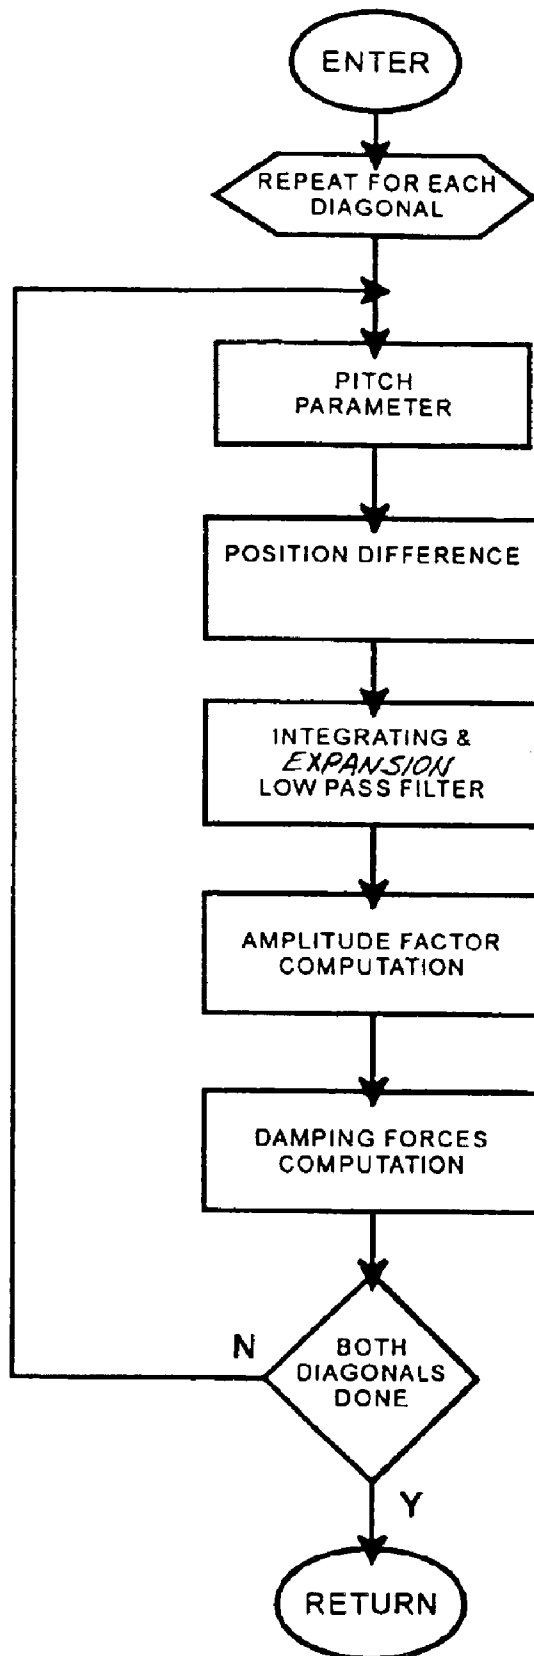 ENTER
REPEAT FOR EACH
DIAGONAL
PITCH
PARAMETER
POSITION DIFFERENCE
INTEGRATING &
EXPANSION
LOW PASS FILTER
AMPLITUDE FACTOR
COMPUTATION
DAMPING FORCES
COMPUTATION
N
BOTH
DIAGONALS
DONE
Y
RETURN